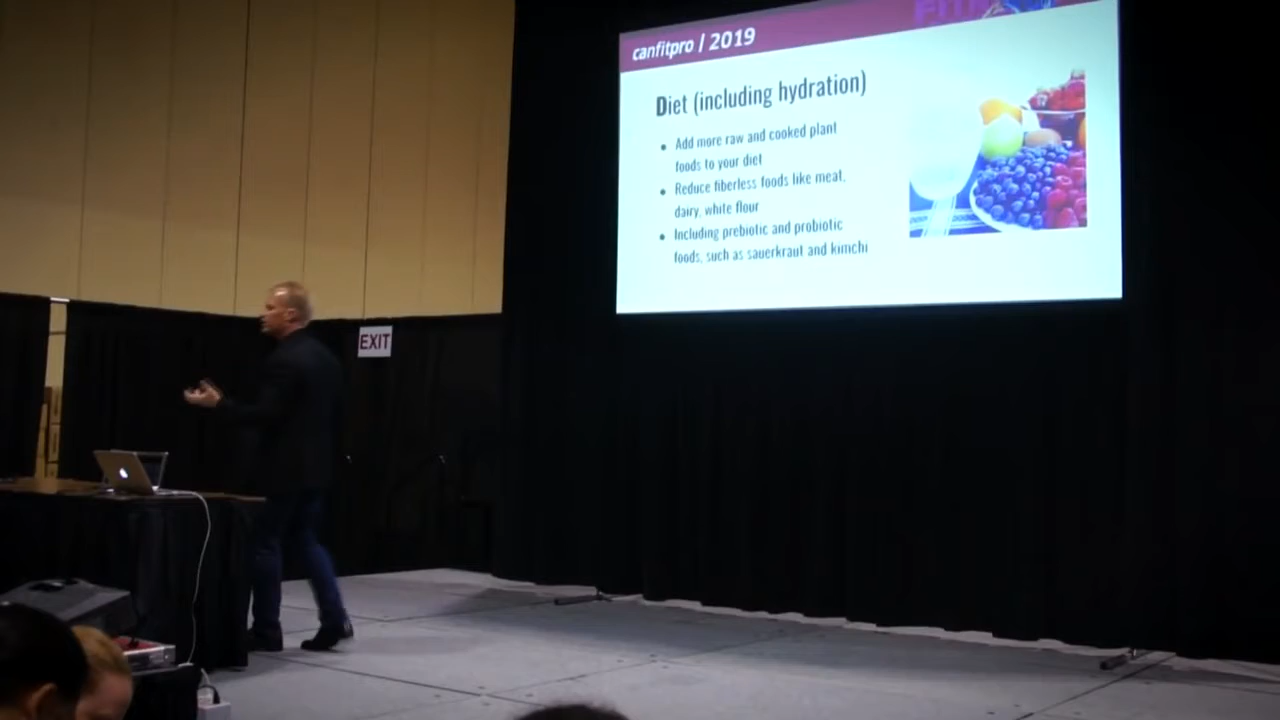 canfitpro / 2019
Diet (including hydration)
• Add more raw and cooked plant
foods to your diet
• Reduce fiberless foods like meat,
dairy, white flour
• Including prebiotic and probiotic
foods, such as sauerkraut and kimchi
EXIT